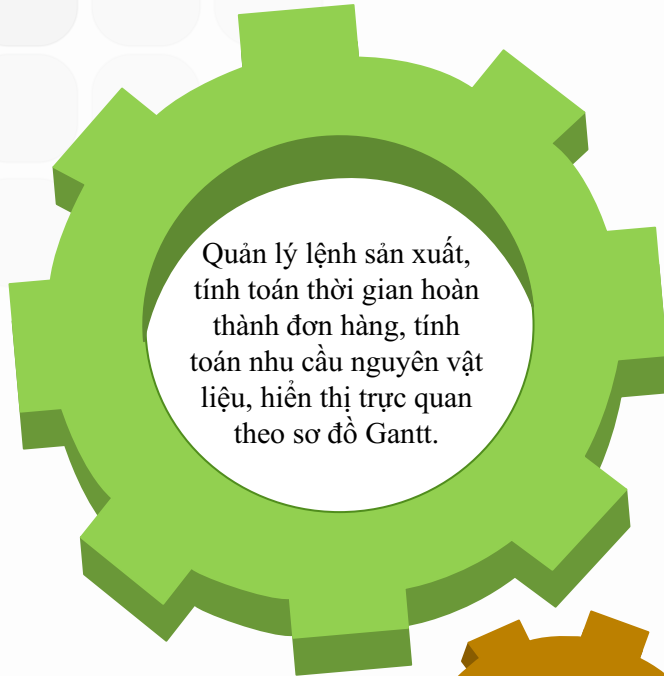 Quản lý lệnh sản xuất,
tính toán thời gian hoàn
thành đơn hàng, tính
toán nhu cầu nguyên vật
liệu, hiển thị trực quan
theo sơ đồ Gantt.